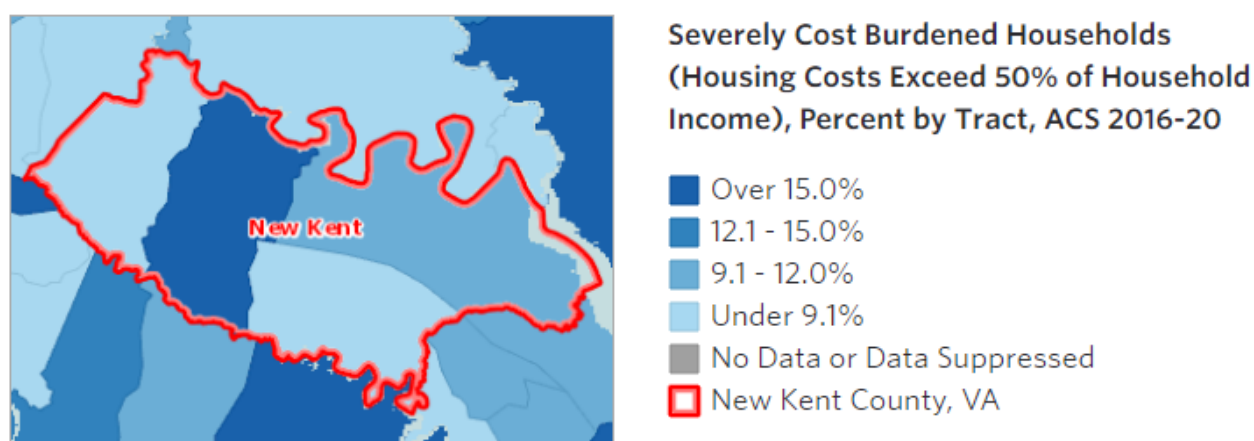 New Kent
Severely Cost Burdened Households
(Housing Costs Exceed 50% of Household
Income), Percent by Tract, ACS 2016-20
Over 15.0%
12.1 - 15.0%
9.1 - 12.0%
Under 9.1%
No Data or Data Suppressed
New Kent County, VA